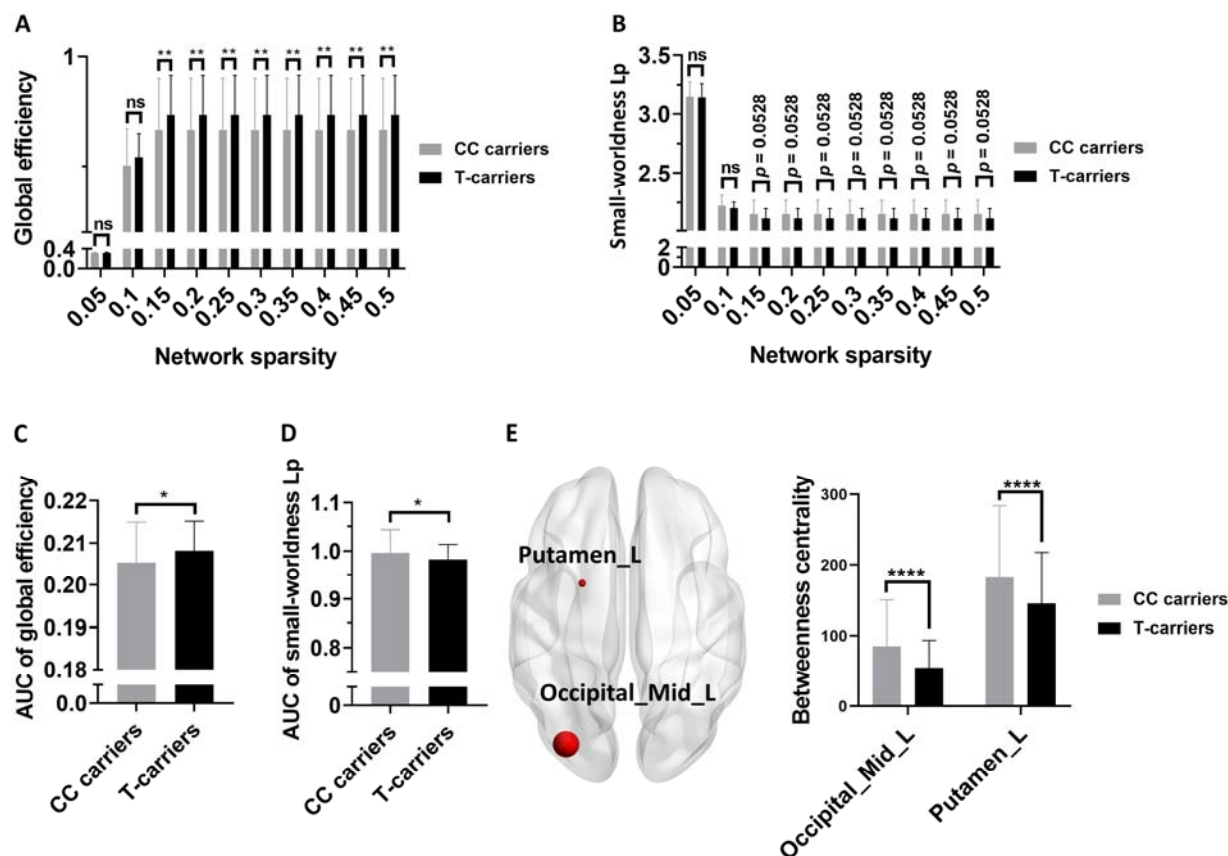 A
Global efficiency
1
0.4
0.0
ns
ns
**
**
**
**
**
**
**
**
0.05
0.1
0.15
0.2
0.25
0.3
0.35
0.4
0.45
0.5
Network sparsity
CC carriers
T-carriers
B
Small-worldness Lp
3.5
3.0
2.5
2
0
ns
ns
p = 0.0528
p = 0.0528
p = 0.0528
p = 0.0528
p = 0.0528
p = 0.0528
p = 0.0528
p = 0.0528
0.05
0.1
0.15
0.2
0.25
0.3
0.35
0.4
0.45
0.5
Network sparsity
CC carriers
T-carriers
C
AUC of global efficiency
0.22
0.21
0.20
0.19
0.18
0.0
*
CC carriers
T-carriers
D
AUC of small-worldness Lp
1.1
1.0
0.9
0.8
0
*
CC carriers
T-carriers
E
Putamen_L
Occipital_Mid_L
Betweenness centrality
300
200
100
0
****
****
Occipital_Mid_L
Putamen_L
CC carriers
T-carriers